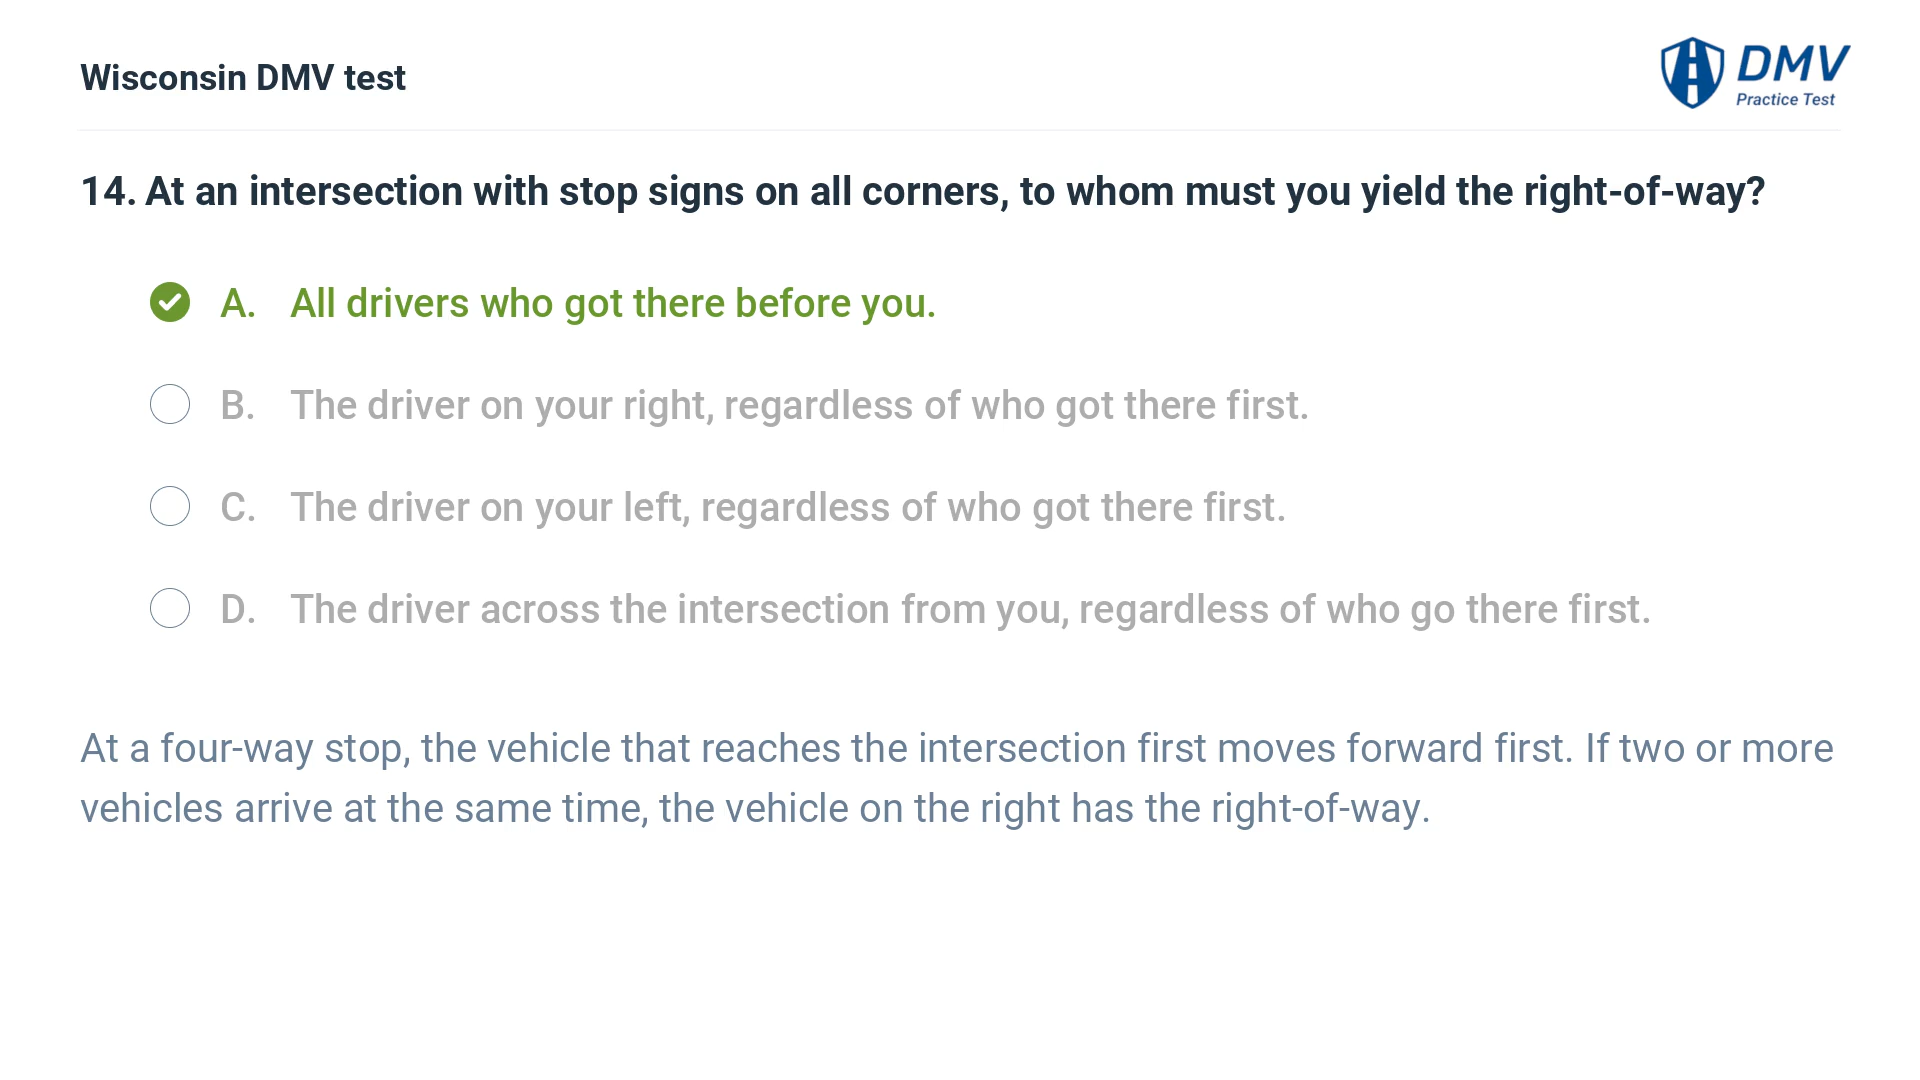 Wisconsin DMV test
DMV
Practice Test
14. At an intersection with stop signs on all corners, to whom must you yield the right-of-way?
A. All drivers who got there before you.
B. The driver on your right, regardless of who got there first.
C. The driver on your left, regardless of who got there first.
D. The driver across the intersection from you, regardless of who go there first.
At a four-way stop, the vehicle that reaches the intersection first moves forward first. If two or more
vehicles arrive at the same time, the vehicle on the right has the right-of-way.